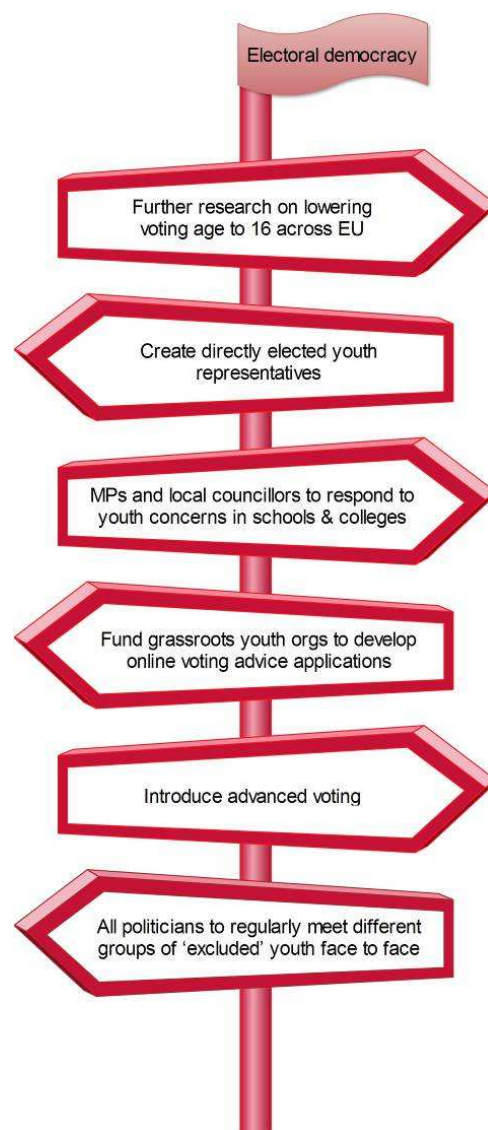 Electoral democracy
Further research on lowering
voting age to 16 across EU
Create directly elected youth
representatives
MPs and local councillors to respond to
youth concerns in schools & colleges
Fund grassroots youth orgs to develop
online voting advice applications
Introduce advanced voting
All politicians to regularly meet different
groups of ‘excluded’ youth face to face